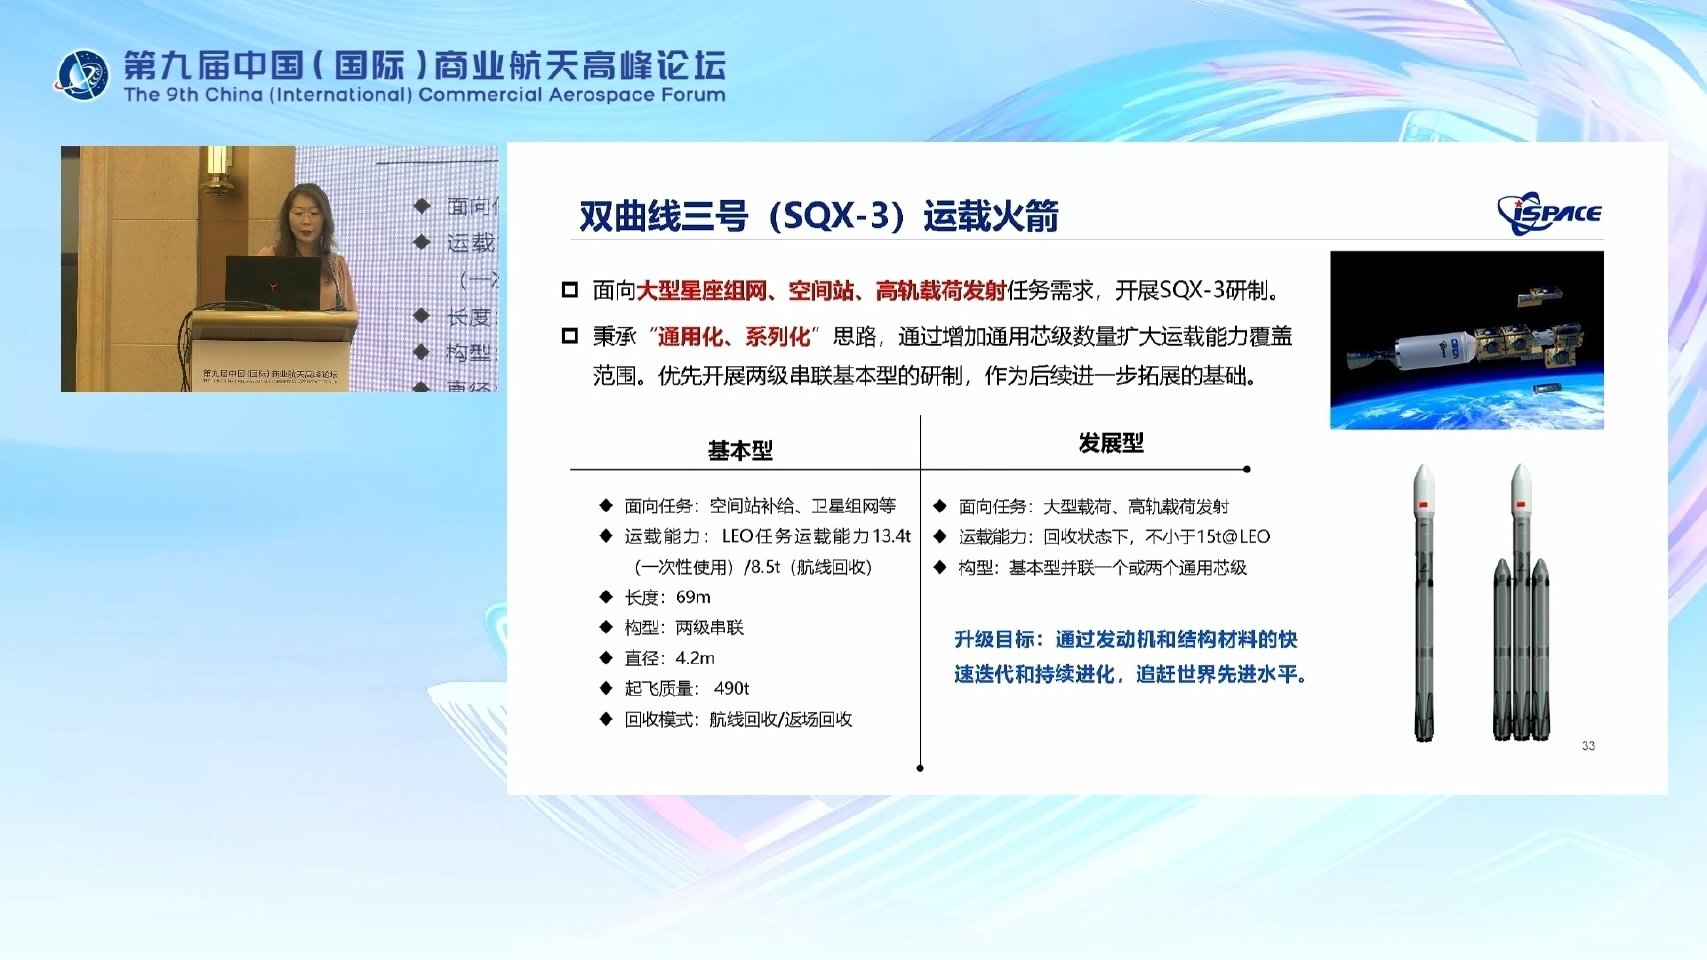 第九届中国(国际)商业航天高峰论坛
The 9th China (International) Commercial Aerospace Forum
面向
运载
(一
长度
构型
直径
第九届中国(国际)商业航天高峰论坛
双曲线三号（SQX-3）运载火箭
iSPACE
面向大型星座组网、空间站、高轨载荷发射任务需求，开展SQX-3研制。
秉承“通用化、系列化”思路，通过增加通用芯级数量扩大运载能力覆盖
范围。优先开展两级串联基本型的研制，作为后续进一步拓展的基础。
基本型
面向任务：空间站补给、卫星组网等
运载能力：LEO任务运载能力13.4t
（一次性使用）/8.5t（航线回收）
长度：69m
构型：两级串联
直径：4.2m
起飞质量： 490t
回收模式：航线回收/返场回收
发展型
面向任务：大型载荷、高轨载荷发射
运载能力：回收状态下，不小于15t@LEO
构型：基本型并联一个或两个通用芯级
升级目标：通过发动机和结构材料的快
速迭代和持续进化，追赶世界先进水平。
33